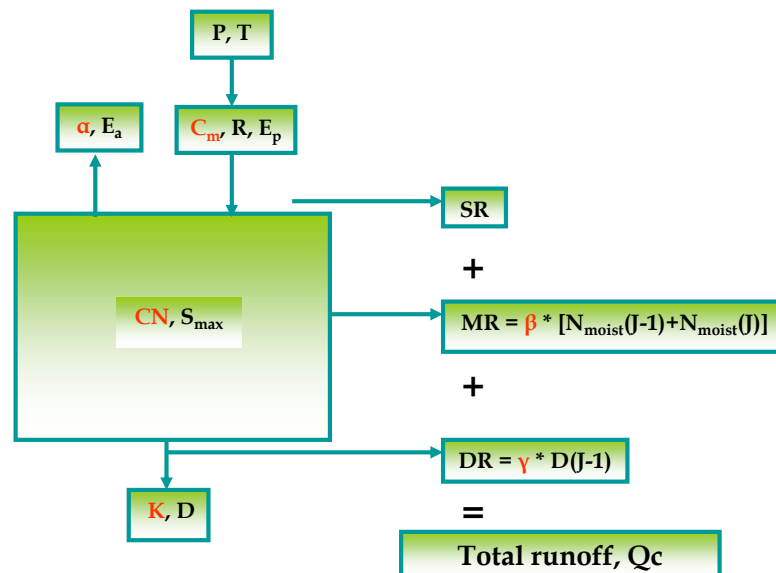 P, T
α, Eₐ
Cₘ, R, Eₚ
SR
+
CN, Sₘₐₓ
MR = β * [Nₘₒᵢₛₜ(J-1)+Nₘₒᵢₛₜ(J)]
+
DR = γ * D(J-1)
K, D
=
Total runoff, Qc